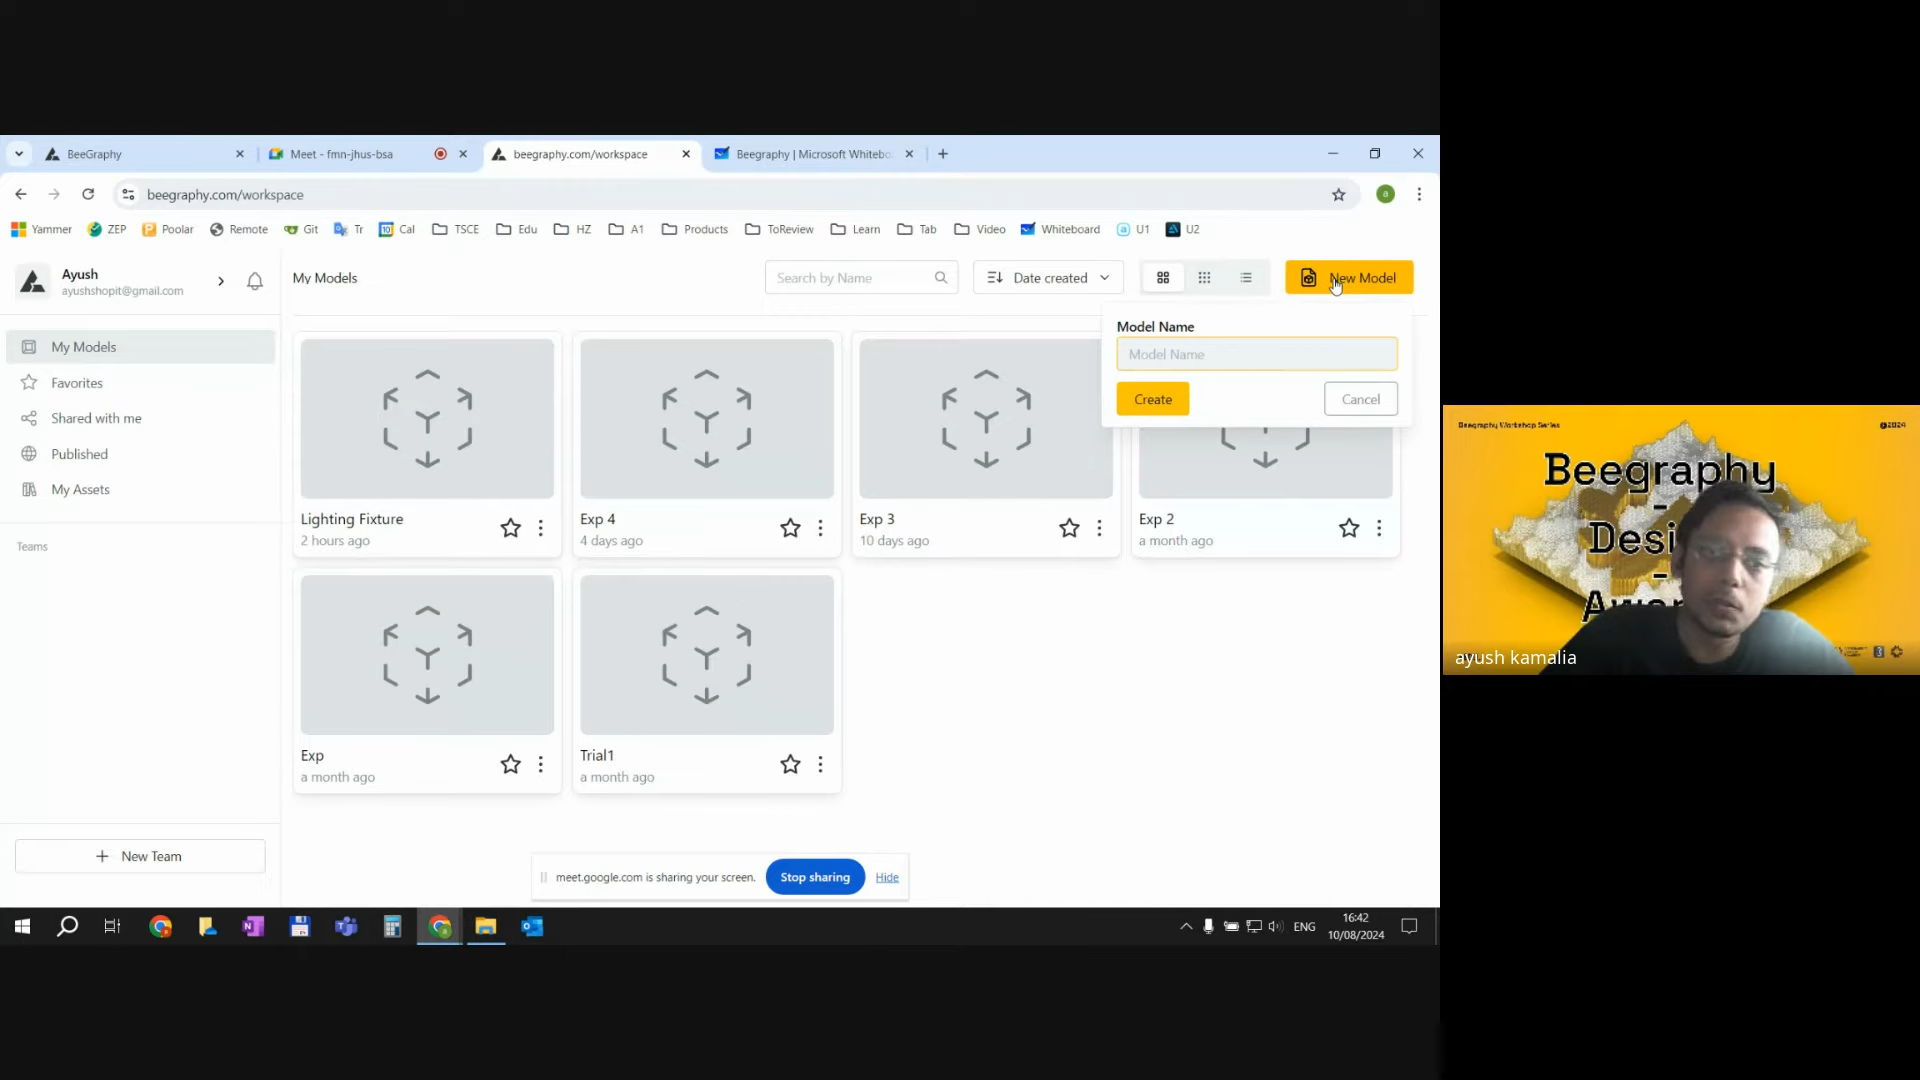 BeeGraphy
Meet - fmn-jhus-bsa
beegraphy.com/workspace
Beegraphy | Microsoft Whitebo
beegraphy.com/workspace
a
Yammer
ZEP
Poolar
Remote
Git
Tr
Cal
TSCE
Edu
HZ
A1
Products
ToReview
Learn
Tab
Video
Whiteboard
U1
U2
Ayush
ayushshopit@gmail.com
My Models
Search by Name
Date created
New Model
Model Name
Model Name
Create
Cancel
My Models
Favorites
Shared with me
Published
My Assets
Teams
New Team
Lighting Fixture
2 hours ago
Exp 4
4 days ago
Exp 3
10 days ago
Exp 2
a month ago
Exp
a month ago
Trial1
a month ago
meet.google.com is sharing your screen.
Stop sharing
Hide
ENG
16:42
10/08/2024
Beegraphy Workshop Series
©2024
Beegraphy
-
Desi
-
ayush kamalia